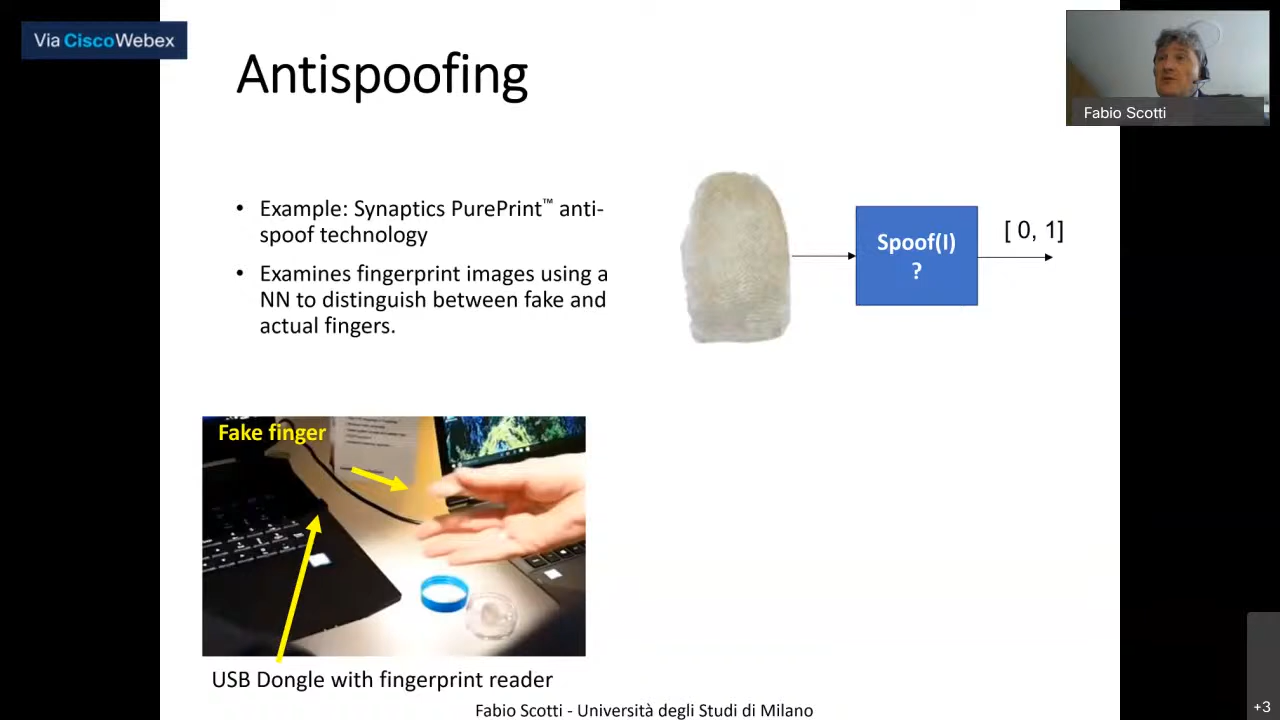 Via CiscoWebex
Antispoofing
Fabio Scotti
• Example: Synaptics PurePrint™ anti-
spoof technology
• Examines fingerprint images using a
NN to distinguish between fake and
actual fingers.
Spoof(I)
?
[ 0, 1]
Fake finger
USB Dongle with fingerprint reader
Fabio Scotti - Università degli Studi di Milano
+3